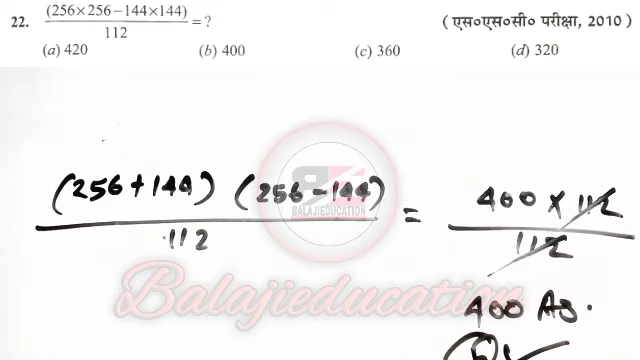 22. (256×256−144×144)/112 = ? (एस०एस०सी० परीक्षा, 2010)
(a) 420 (b) 400 (c) 360 (d) 320
(256+144) (256−144)/112 = 400 × 112/112
BALAJIEDUCATION
Balajieducation
400 As.
(b) ✓